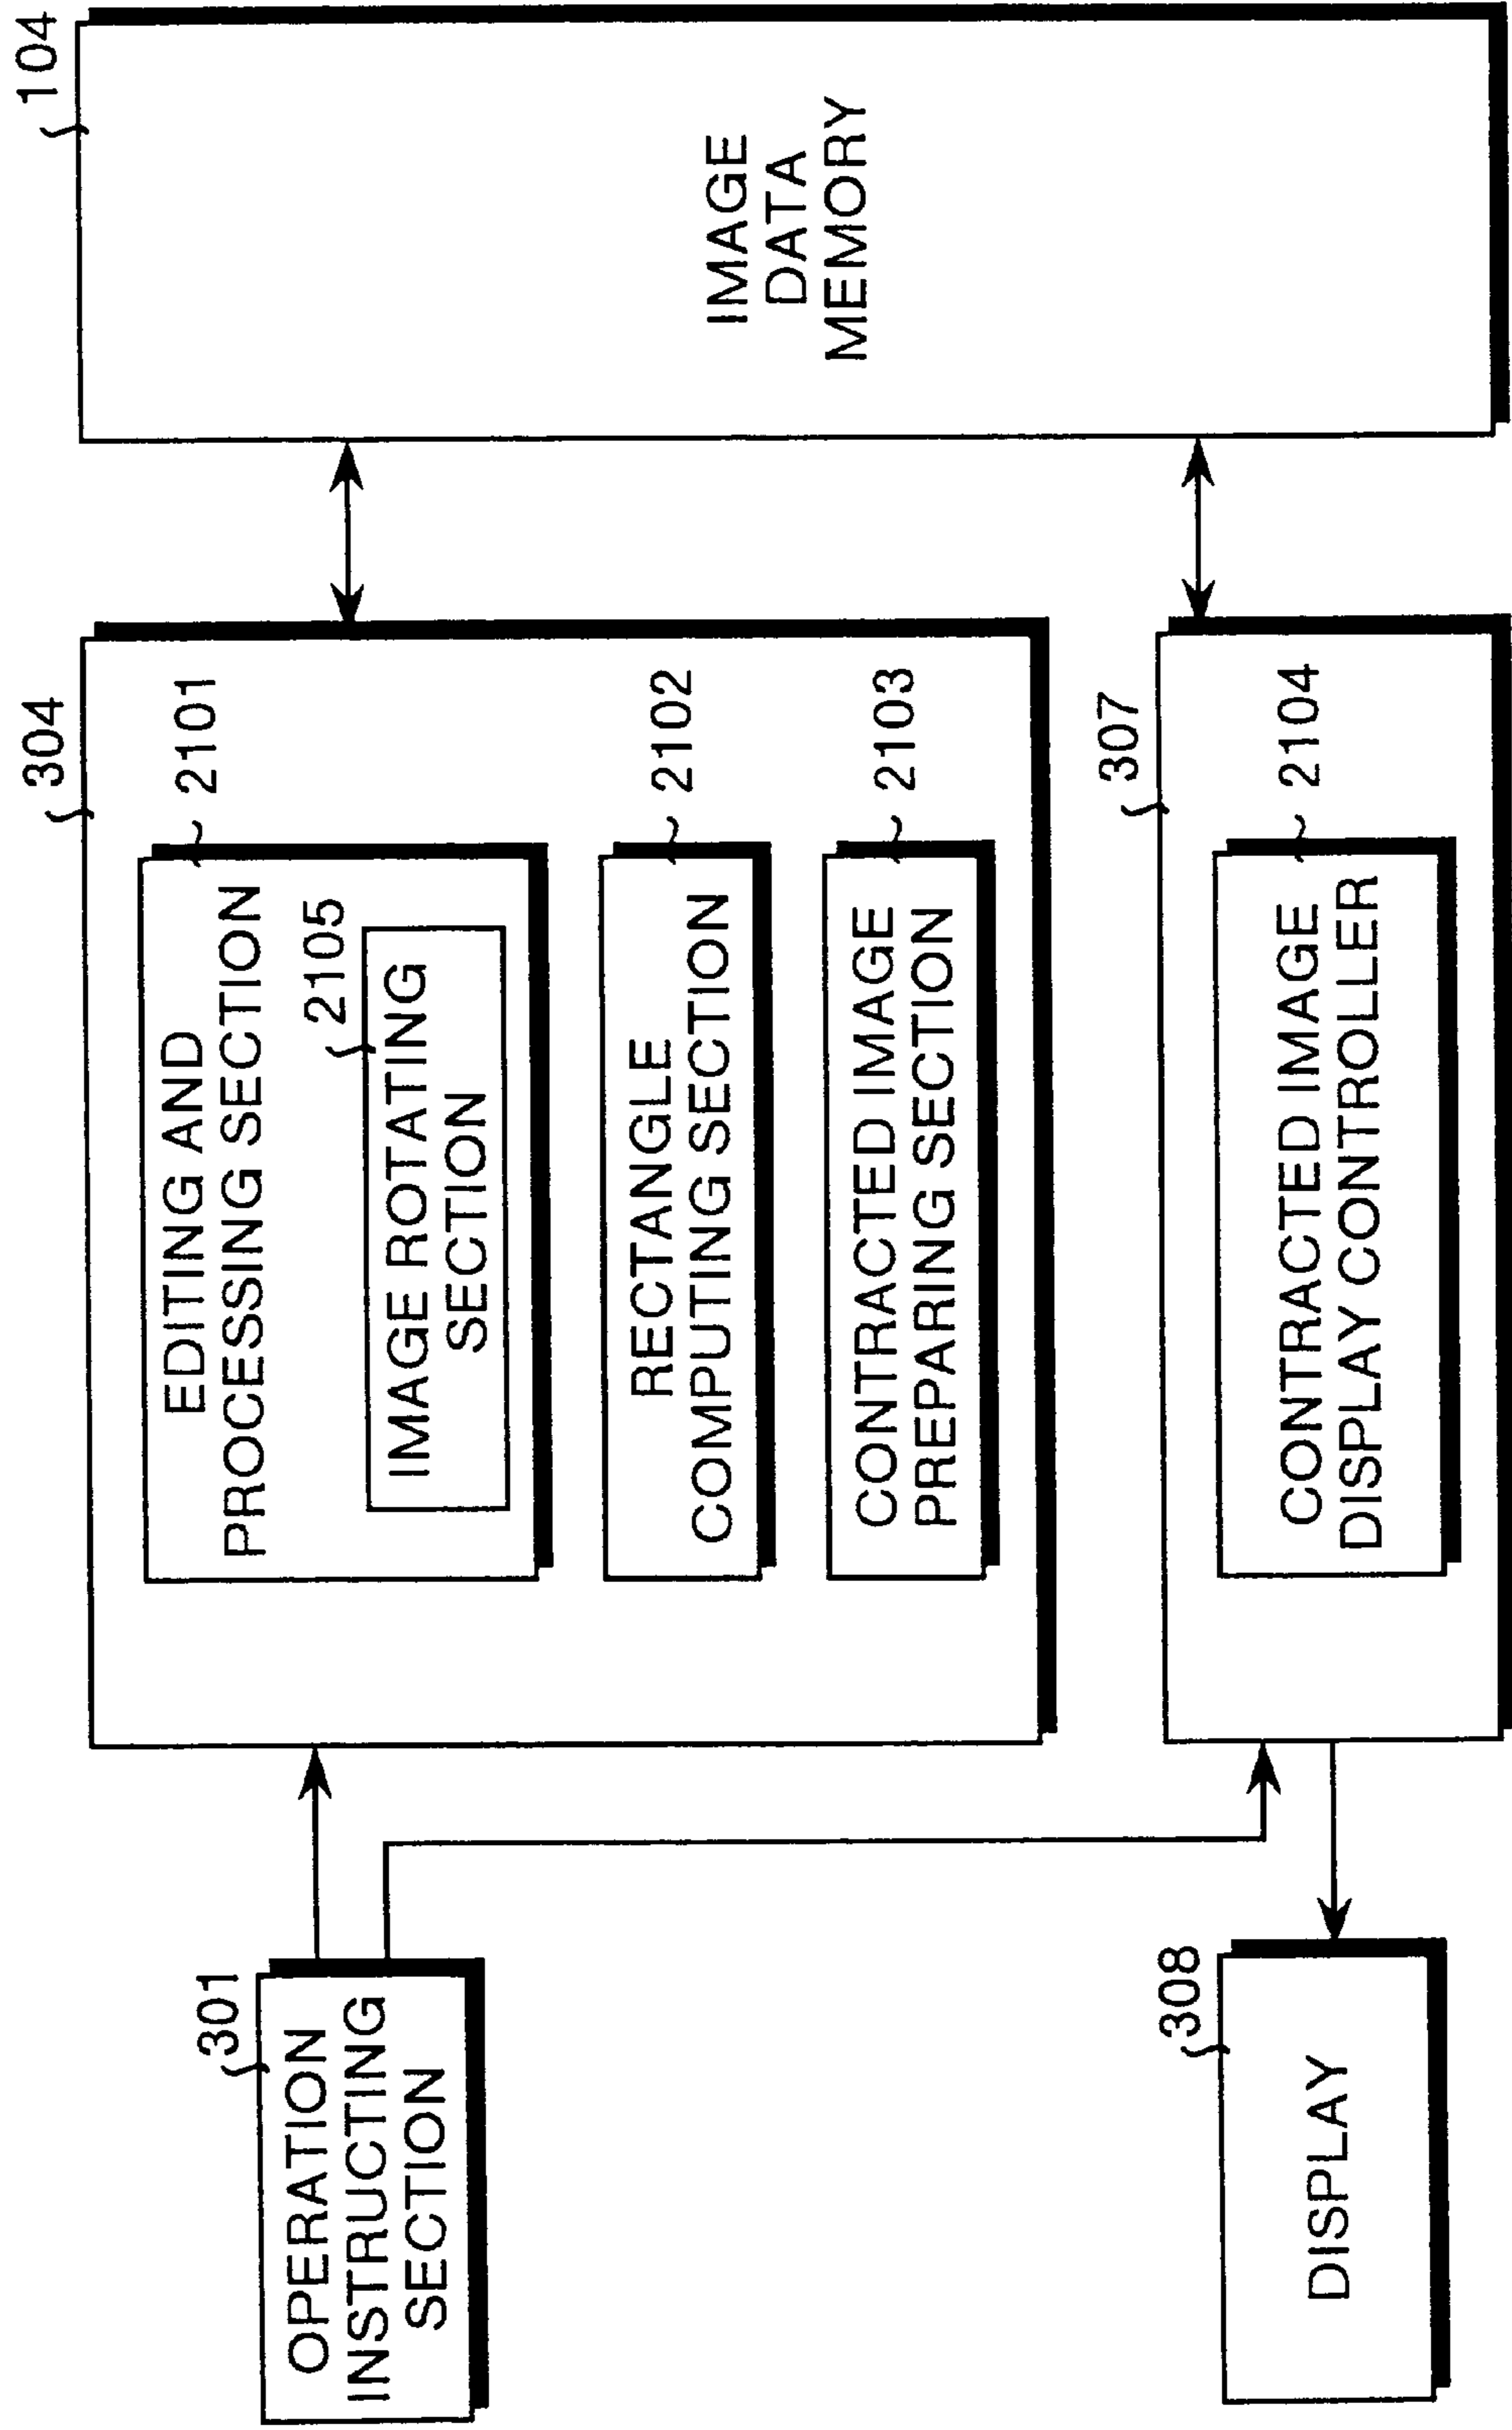 301
OPERATION
INSTRUCTING
SECTION
304
2101
EDITING AND
PROCESSING SECTION
2105
IMAGE ROTATING
SECTION
2102
RECTANGLE
COMPUTING SECTION
2103
CONTRACTED IMAGE
PREPARING SECTION
104
IMAGE
DATA
MEMORY
308
DISPLAY
307
2104
CONTRACTED IMAGE
DISPLAY CONTROLLER